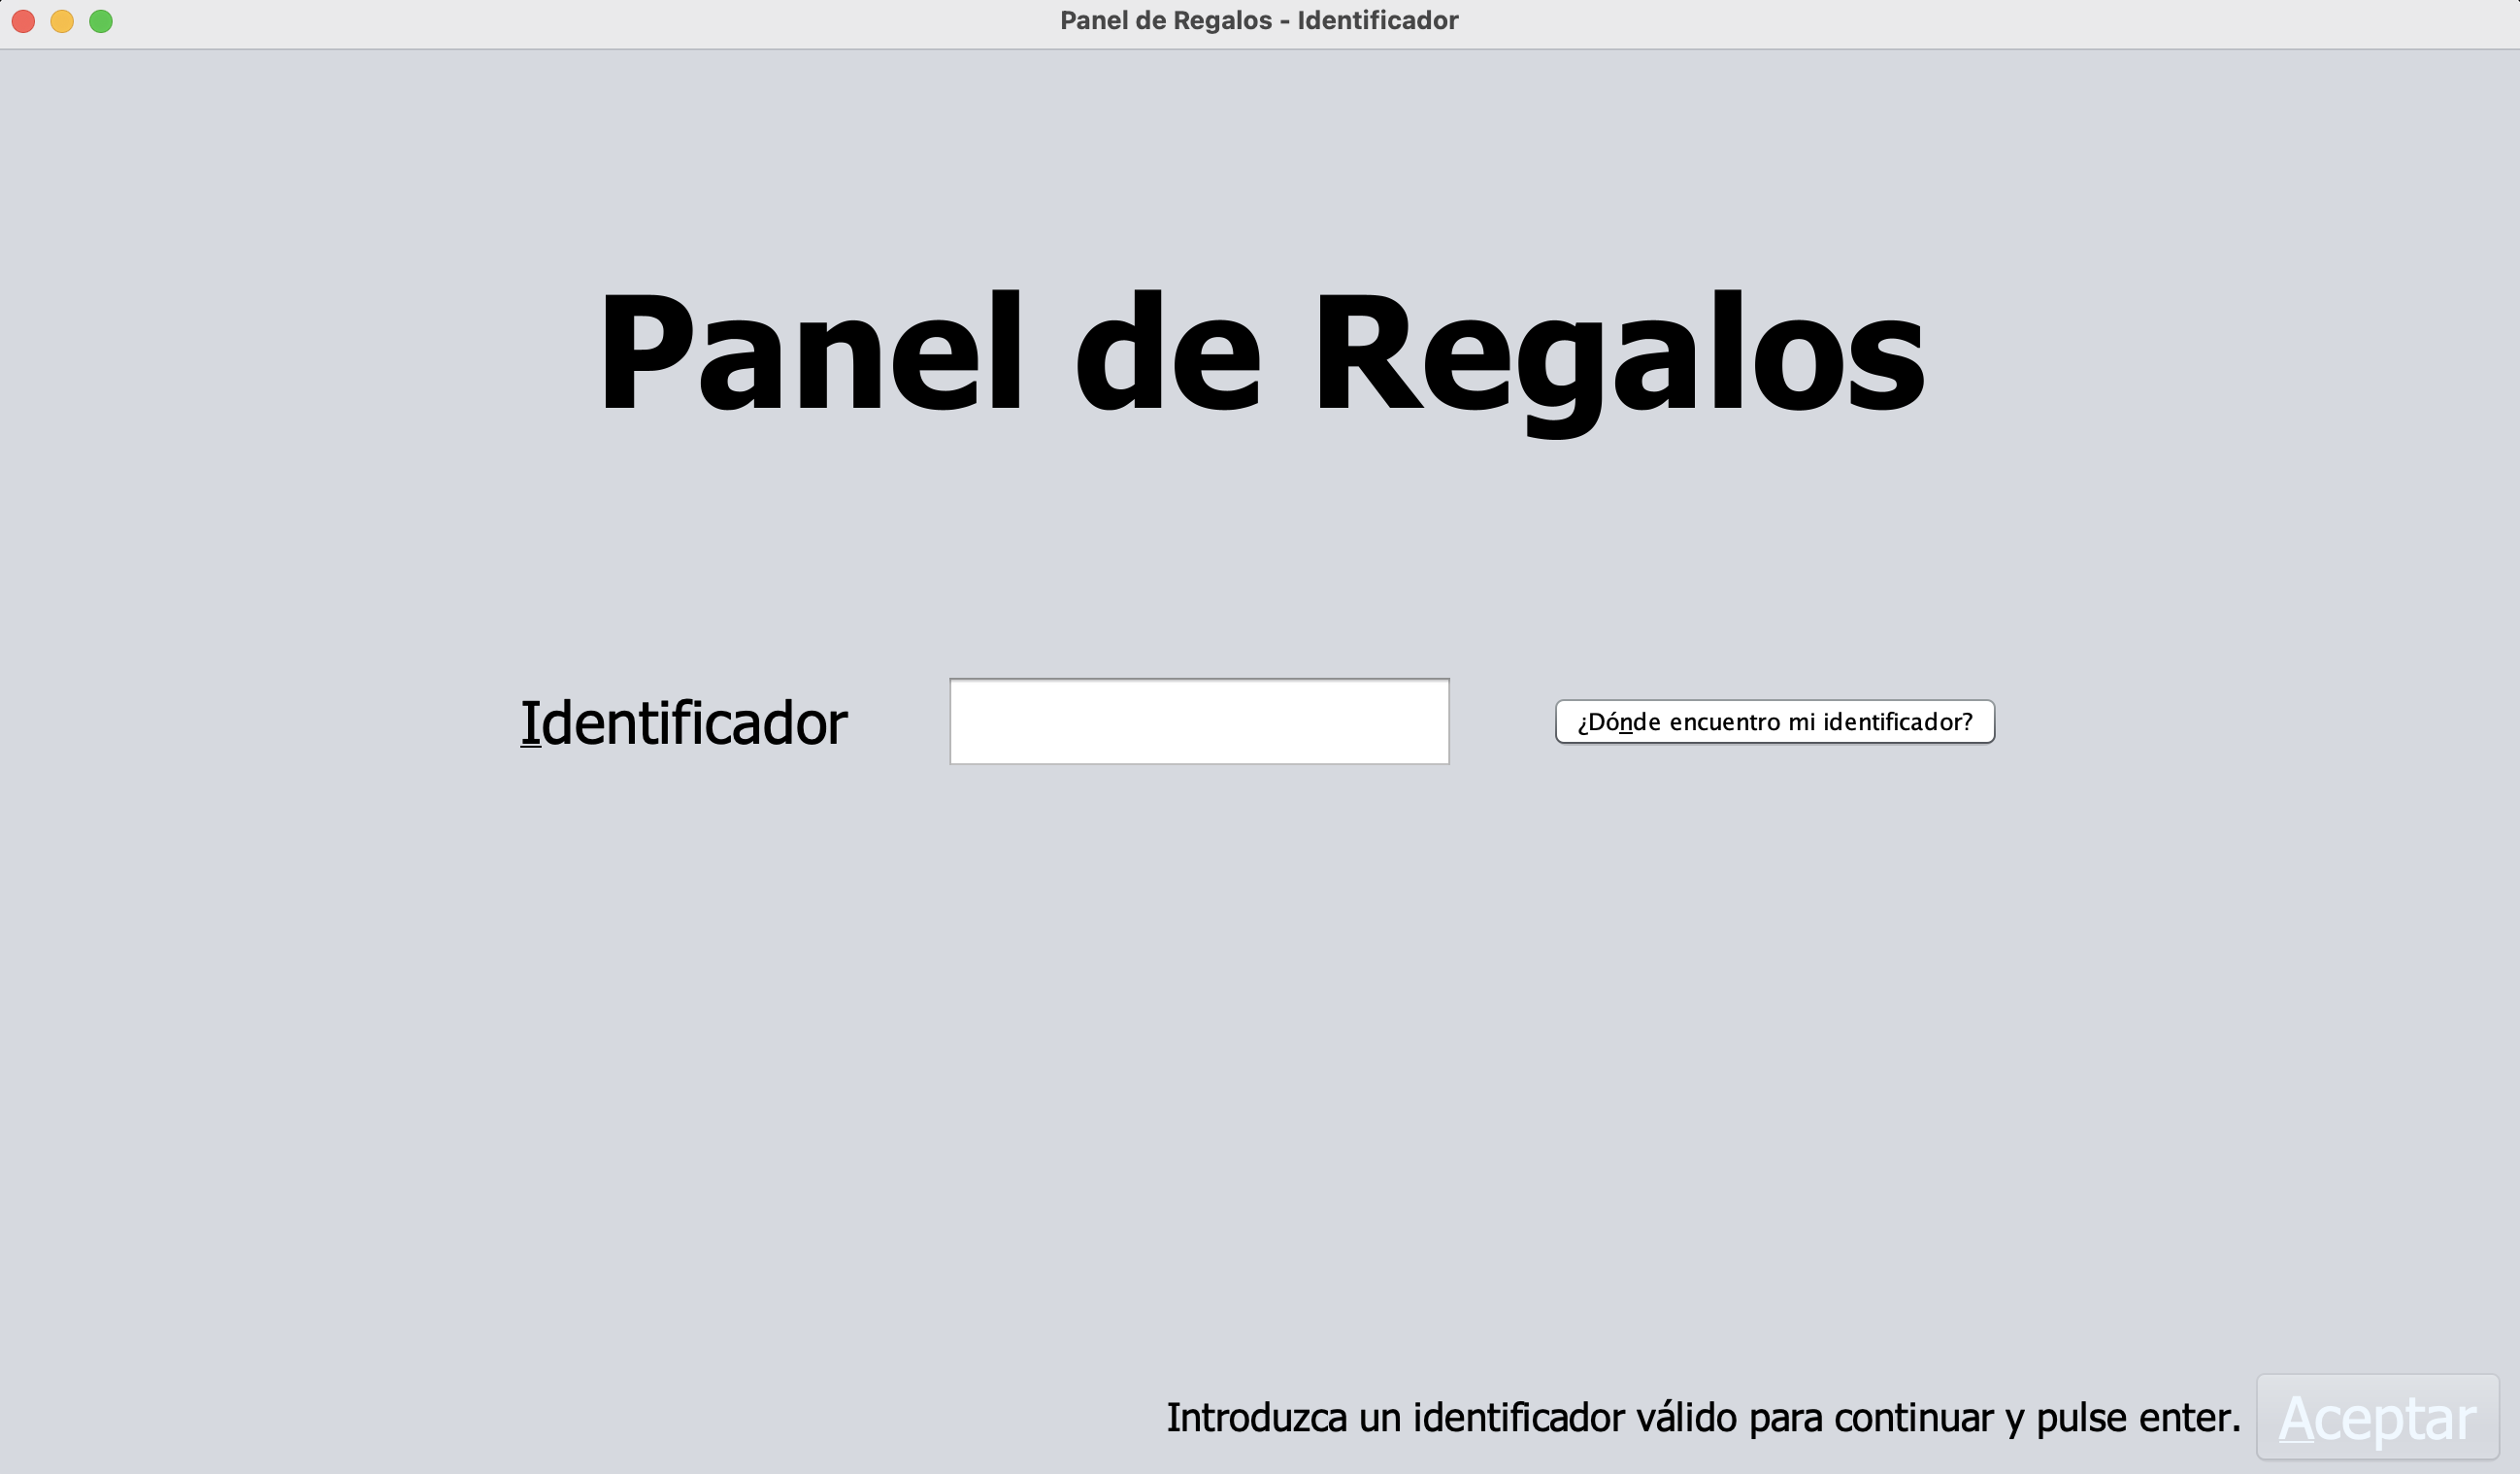 Panel de Regalos - Identificador
Panel de Regalos
Identificador
¿Dónde encuentro mi identificador?
Introduzca un identificador válido para continuar y pulse enter.
Aceptar